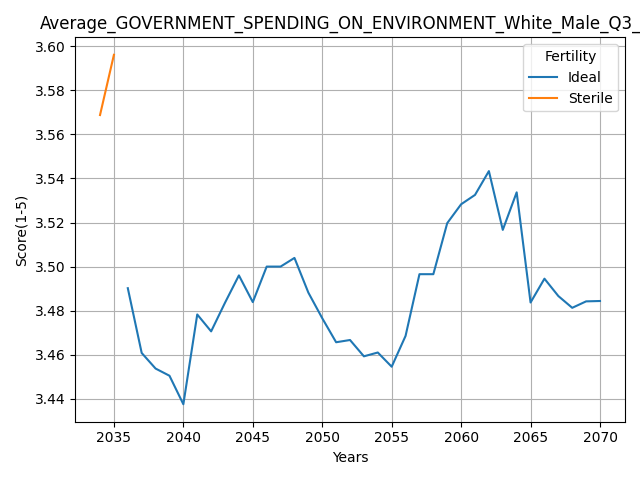 Average_GOVERNMENT_SPENDING_ON_ENVIRONMENT_White_Male_Q3_
3.60
3.58
3.56
3.54
3.52
3.50
3.48
3.46
3.44
Score(1-5)
Fertility
Ideal
Sterile
2035 2040 2045 2050 2055 2060 2065 2070
Years